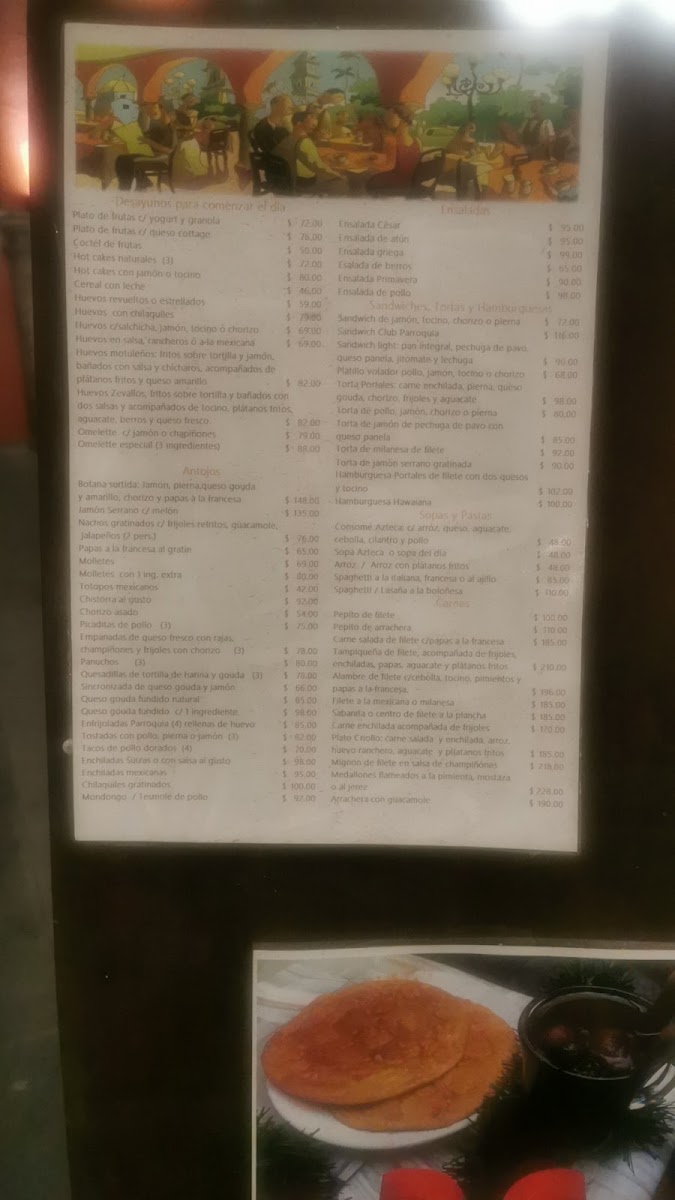 Desayunos para comenzar el día
Plato de frutas c/ yogurt y granola $ 72.00
Plato de frutas c/ queso cottage $ 76.00
Coctel de frutas $ 50.00
Hot cakes naturales (3) $ 77.00
Hot cakes con jamón o tocino $ 80.00
Cereal con leche $ 46.00
Huevos revueltos o estrellados $ 59.00
Huevos con chilaquiles $ 79.00
Huevos c/salchicha, jamón, tocino ó chorizo $ 69.00
Huevos en salsa, rancheros ó a la mexicana $ 69.00
Huevos motuleños: fritos sobre tortilla y jamón,
bañados con salsa y chícharos, acompañados de
plátanos fritos y queso amarillo $ 82.00
Huevos Zevallos, fritos sobre tortilla y bañados con
dos salsas y acompañados de tocino, plátanos fritos,
aguacate, berros y queso fresco $ 82.00
Omelette c/ jamón o chapiñones $ 79.00
Omelette especial (3 ingredientes) $ 88.00
Antojos
Botana surtida: jamon, pierna,queso gouda
y amarillo, chorizo y papas a la francesa $ 148.00
Jamón Serrano c/ melón $ 135.00
Nachos gratinados c/ frijoles refritos, guacamole,
jalapeños (2 pers.) $ 76.00
Papas a la francesa al gratin $ 65.00
Molletes $ 69.00
Molletes con 1 ing. extra $ 80.00
Totopos mexicanos $ 42.00
Chistorra al gusto $ 92.00
Chorizo asado $ 54.00
Picaditas de pollo (3) $ 75.00
Empanadas de queso fresco con rajas,
champiñones y frijoles con chorizo (3) $ 78.00
Panuchos (3) $ 80.00
Quesadillas de tortilla de harina y gouda (3) $ 70.00
Sincronizada de queso gouda y jamón $ 66.00
Queso gouda fundido natural $ 85.00
Queso gouda fundido c/ 1 ingrediente $ 98.00
Enfrijoladas Parroquia (4) rellenas de huevo $ 85.00
Tostadas con pollo, pierna o jamón (3) $ 82.00
Tacos de pollo dorados (4) $ 70.00
Enchiladas Suizas o con salsa al gusto $ 98.00
Enchiladas mexicanas $ 95.00
Chilaquiles gratinados $ 100.00
Mondongo / Tesmole de pollo $ 92.00
Ensaladas
Ensalada César $ 95.00
Ensalada de atún $ 95.00
Ensalada griega $ 99.00
Esalada de berros $ 65.00
Ensalada Primavera $ 90.00
Ensalada de pollo $ 98.00
Sandwiches, Tortas y Hamburguesas
Sandwich de jamón, tocino, chorizo o pierna $ 77.00
Sandwich Club Parroquia $ 118.00
Sandwich light: pan integral, pechuga de pavo,
queso panela, jitomate y lechuga $ 80.00
Platillo volador pollo, jamón, tocino o chorizo $ 68.00
Torta Portales: carne enchilada, pierna, queso
gouda, chorizo, frijoles y aguacate $ 98.00
Torta de pollo, jamón, chorizo o pierna $ 80.00
Torta de jamón de pechuga de pavo con
queso panela $ 85.00
Torta de milanesa de filete $ 92.00
Torta de jamón serrano gratinada $ 90.00
Hamburguesa Portales de filete con dos quesos
y tocino $ 102.00
Hamburguesa Hawaiana $ 100.00
Sopas y Pastas
Consomé Azteca: c/ arroz, queso, aguacate,
cebolla, cilantro y pollo $ 48.00
Sopa Azteca o sopa del día $ 48.00
Arroz / Arroz con plátanos fritos $ 48.00
Spaghetti a la italiana, francesa o al ajillo $ 85.00
Spaghetti / Lasaña a la boloñesa $ 110.00
Carnes
Pepito de filete $ 100.00
Pepito de arrachera $ 110.00
Carne salada de filete c/papas a la francesa $ 185.00
Tampiqueña de filete, acompañada de frijoles,
enchiladas, papas, aguacate y plátanos fritos $ 210.00
Alambre de filete c/cebolla, tocino, pimientos y
papas a la francesa $ 196.00
Filete a la mexicana o milanesa $ 185.00
Sabanita o centro de filete a la plancha $ 185.00
Carne enchilada acompañada de frijoles $ 170.00
Plato Criollo: carne salada y enchilada, arroz,
huevo ranchero, aguacate y pljatanos fritos $ 185.00
Mignon de filete en salsa de champiñones $ 218.00
Medallones flameados a la pimienta, mostaza
o al jerez $ 228.00
Arrachera con guacamole $ 190.00